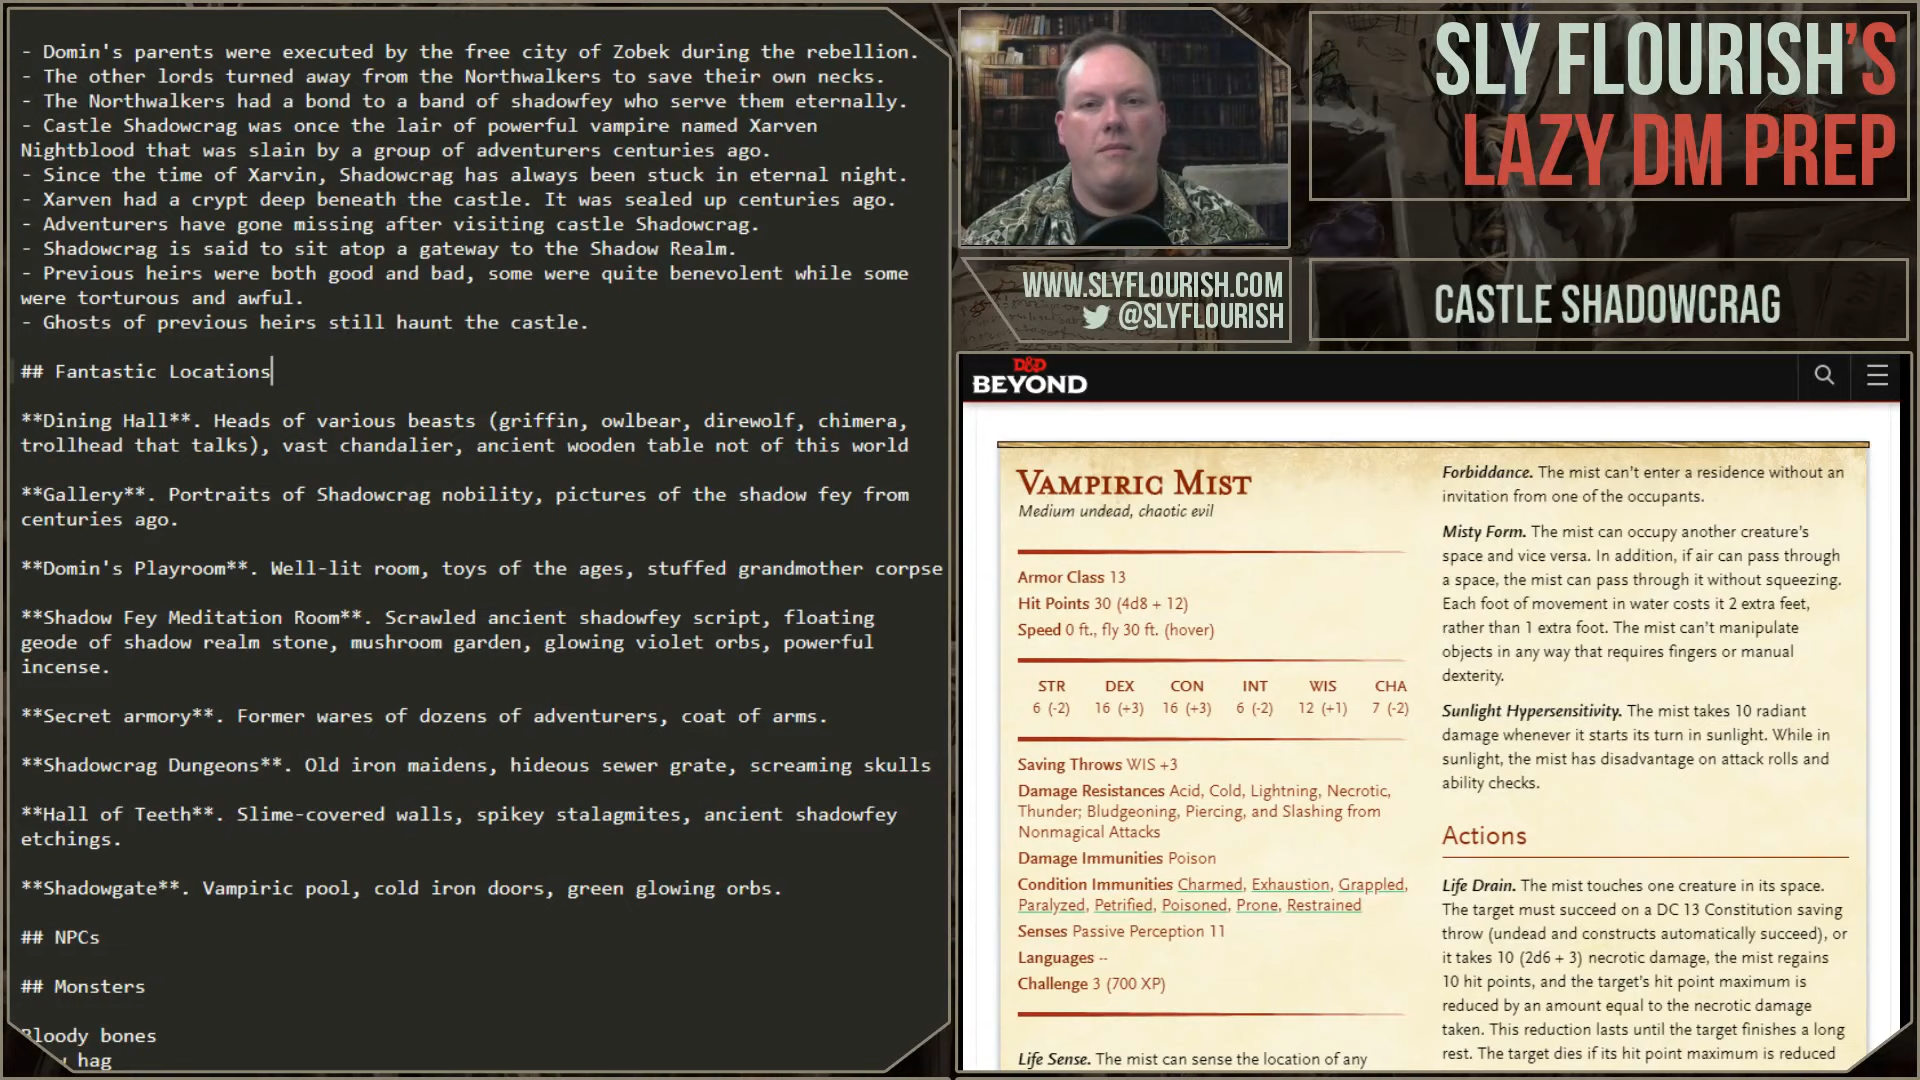 - Domin's parents were executed by the free city of Zobek during the rebellion.
- The other lords turned away from the Northwalkers to save their own necks.
- The Northwalkers had a bond to a band of shadowfey who serve them eternally.
- Castle Shadowcrag was once the lair of powerful vampire named Xarven
Nightblood that was slain by a group of adventurers centuries ago.
- Since the time of Xarvin, Shadowcrag has always been stuck in eternal night.
- Xarven had a crypt deep beneath the castle. It was sealed up centuries ago.
- Adventurers have gone missing after visiting castle Shadowcrag.
- Shadowcrag is said to sit atop a gateway to the Shadow Realm.
- Previous heirs were both good and bad, some were quite benevolent while some
were torturous and awful.
- Ghosts of previous heirs still haunt the castle.
## Fantastic Locations
**Dining Hall**. Heads of various beasts (griffin, owlbear, direwolf, chimera,
trollhead that talks), vast chandalier, ancient wooden table not of this world
**Gallery**. Portraits of Shadowcrag nobility, pictures of the shadow fey from
centuries ago.
**Domin's Playroom**. Well-lit room, toys of the ages, stuffed grandmother corpse
**Shadow Fey Meditation Room**. Scrawled ancient shadowfey script, floating
geode of shadow realm stone, mushroom garden, glowing violet orbs, powerful
incense.
**Secret armory**. Former wares of dozens of adventurers, coat of arms.
**Shadowcrag Dungeons**. Old iron maidens, hideous sewer grate, screaming skulls
**Hall of Teeth**. Slime-covered walls, spikey stalagmites, ancient shadowfey
etchings.
**Shadowgate**. Vampiric pool, cold iron doors, green glowing orbs.
## NPCs
## Monsters
Bloody bones
hag
SLY FLOURISH'S
LAZY DM PREP
WWW.SLYFLOURISH.COM
@SLYFLOURISH
CASTLE SHADOWCRAG
D&D
BEYOND
VAMPIRIC MIST
Medium undead, chaotic evil
Armor Class 13
Hit Points 30 (4d8 + 12)
Speed 0 ft., fly 30 ft. (hover)
STR DEX CON INT WIS CHA
6 (-2) 16 (+3) 16 (+3) 6 (-2) 12 (+1) 7 (-2)
Saving Throws WIS +3
Damage Resistances Acid, Cold, Lightning, Necrotic,
Thunder; Bludgeoning, Piercing, and Slashing from
Nonmagical Attacks
Damage Immunities Poison
Condition Immunities Charmed, Exhaustion, Grappled,
Paralyzed, Petrified, Poisoned, Prone, Restrained
Senses Passive Perception 11
Languages --
Challenge 3 (700 XP)
Life Sense. The mist can sense the location of any
Forbiddance. The mist can't enter a residence without an
invitation from one of the occupants.
Misty Form. The mist can occupy another creature's
space and vice versa. In addition, if air can pass through
a space, the mist can pass through it without squeezing.
Each foot of movement in water costs it 2 extra feet,
rather than 1 extra foot. The mist can't manipulate
objects in any way that requires fingers or manual
dexterity.
Sunlight Hypersensitivity. The mist takes 10 radiant
damage whenever it starts its turn in sunlight. While in
sunlight, the mist has disadvantage on attack rolls and
ability checks.
Actions
Life Drain. The mist touches one creature in its space.
The target must succeed on a DC 13 Constitution saving
throw (undead and constructs automatically succeed), or
it takes 10 (2d6 + 3) necrotic damage, the mist regains
10 hit points, and the target's hit point maximum is
reduced by an amount equal to the necrotic damage
taken. This reduction lasts until the target finishes a long
rest. The target dies if its hit point maximum is reduced